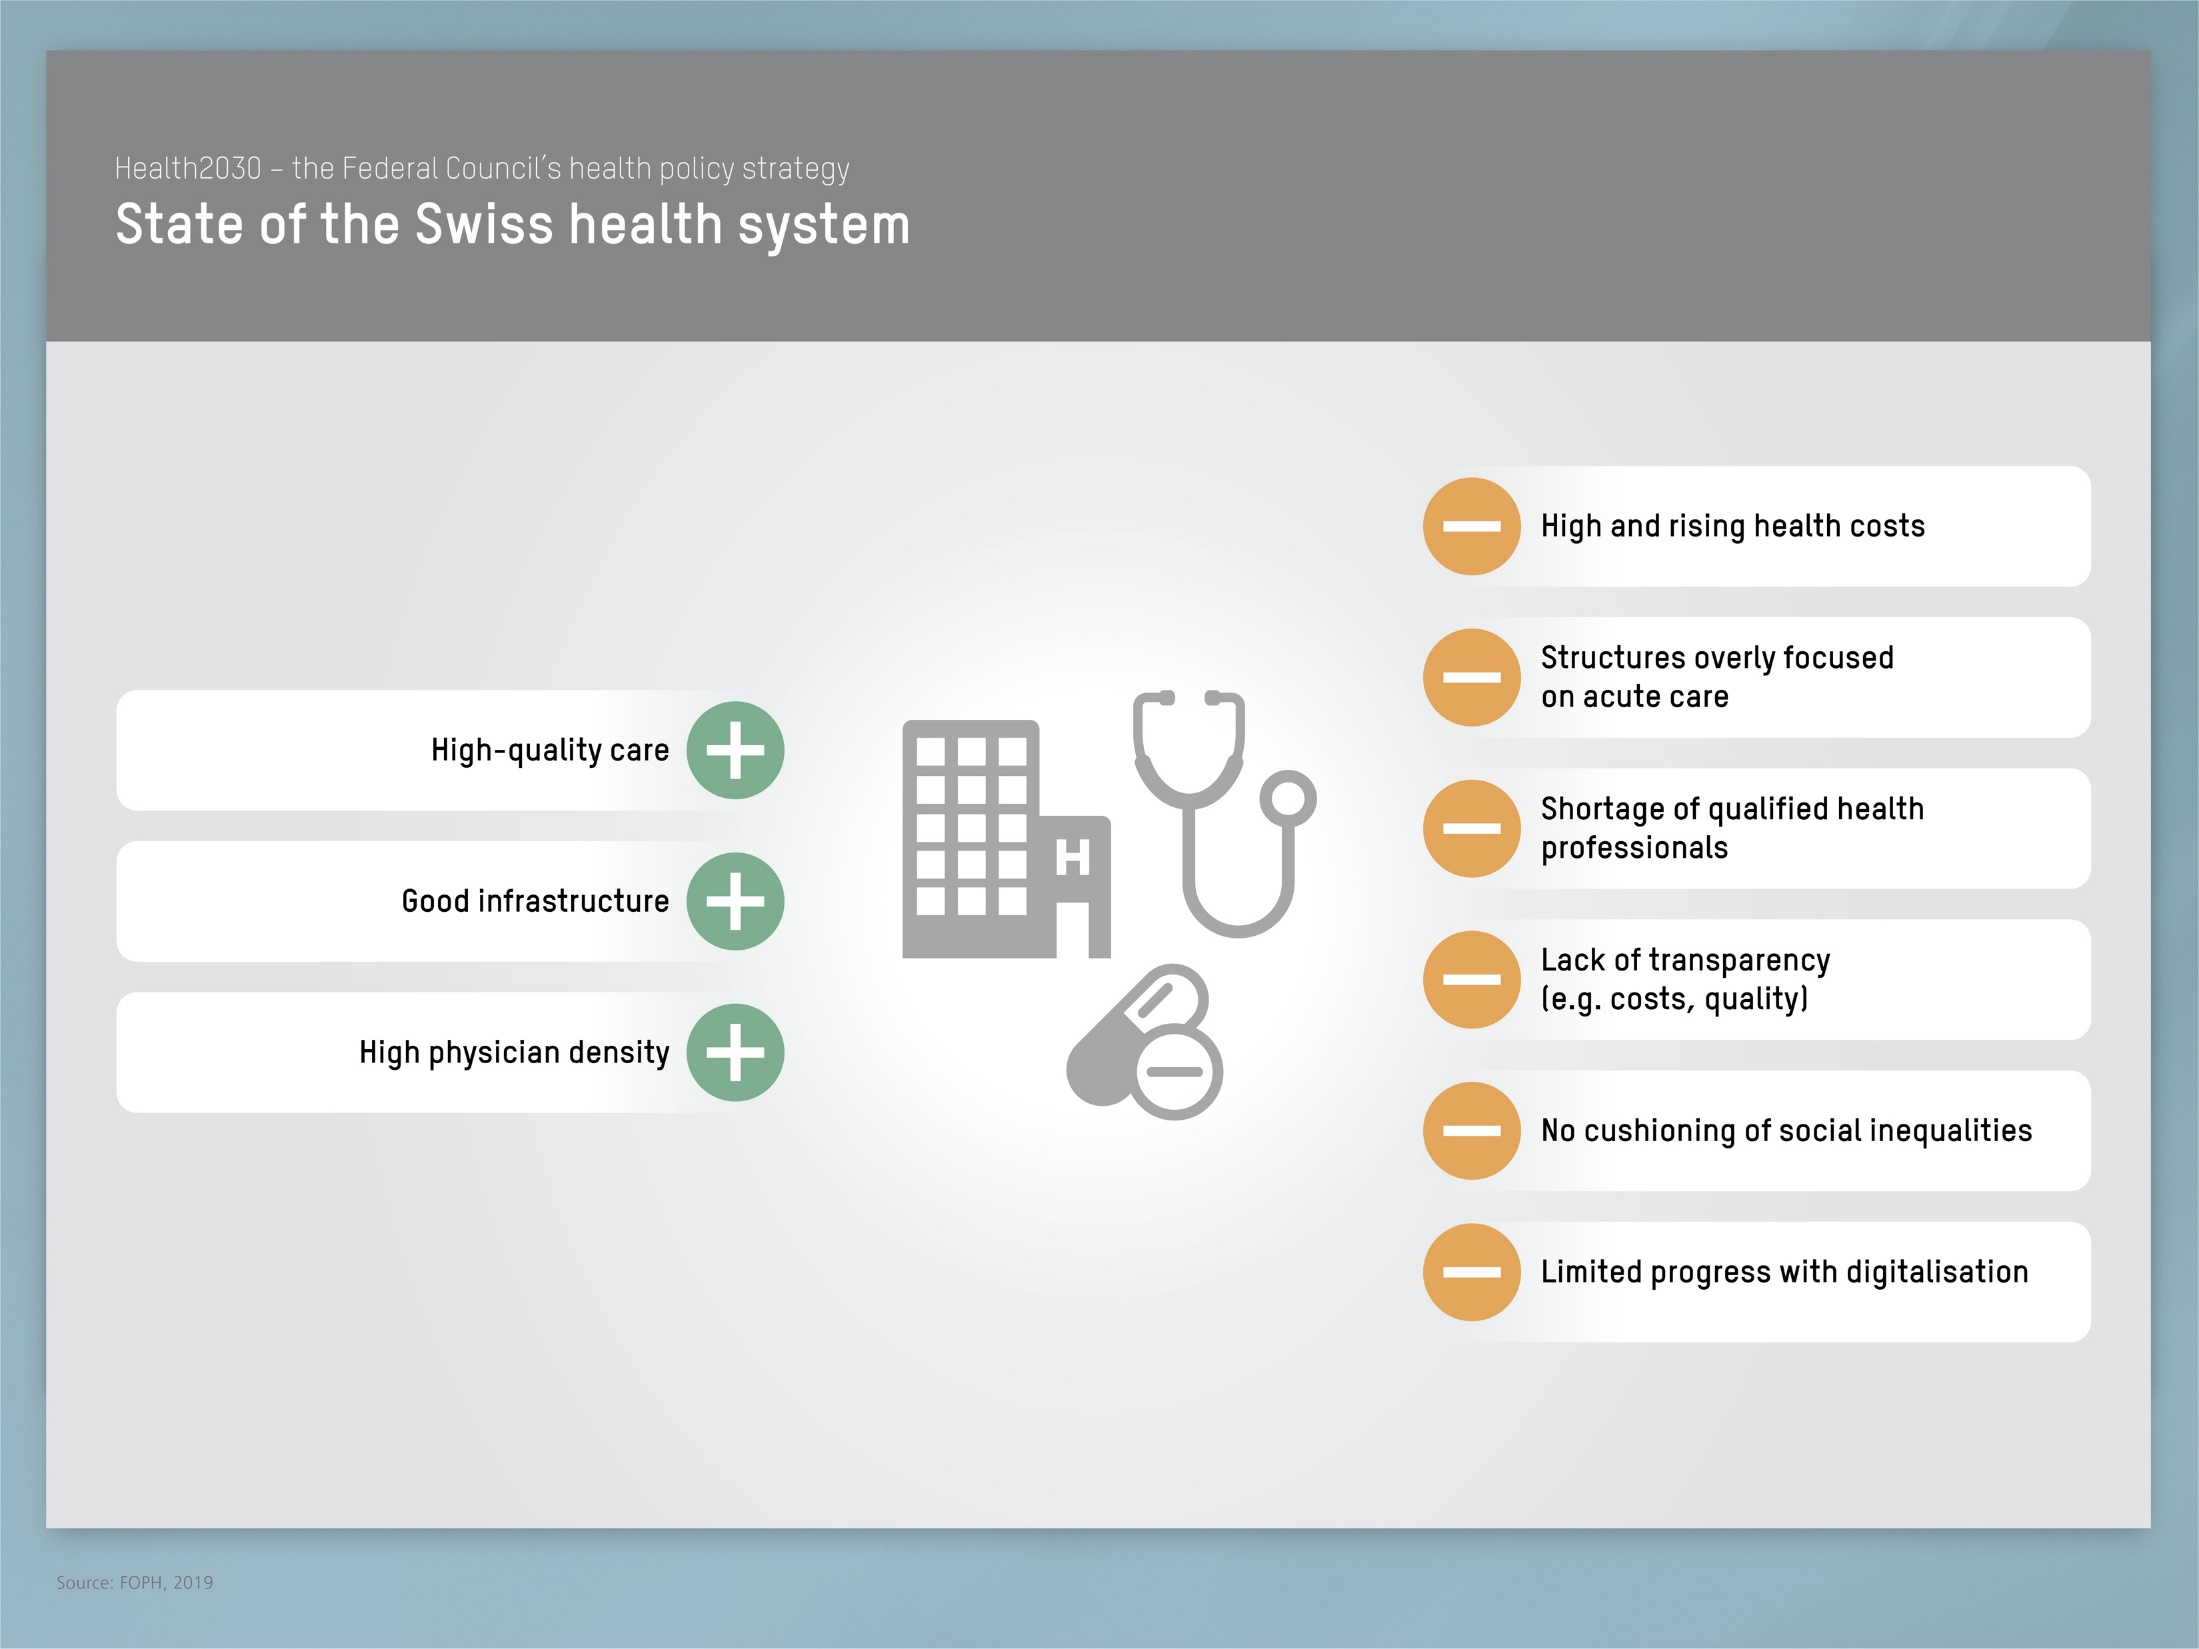 Health2030 – the Federal Council´s health policy strategy
State of the Swiss health system
High-quality care
Good infrastructure
High physician density
H
High and rising health costs
Structures overly focused
on acute care
Shortage of qualified health
professionals
Lack of transparency
(e.g. costs, quality)
No cushioning of social inequalities
Limited progress with digitalisation
Source: FOPH, 2019